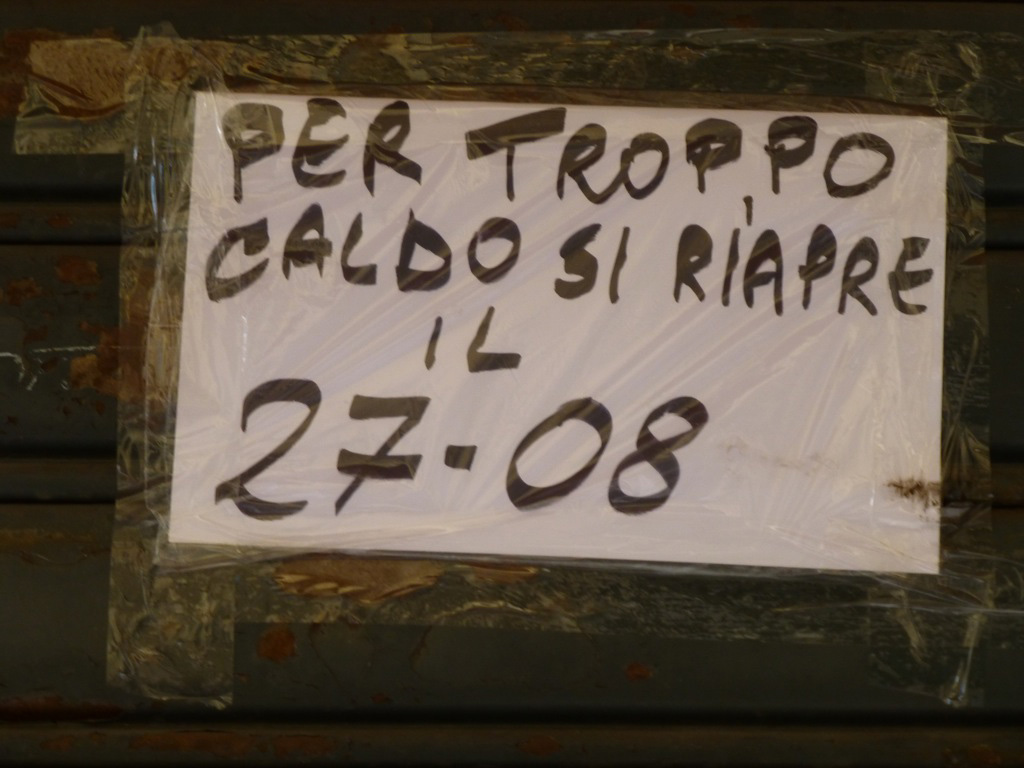 PER TROPPO
CALDO SI RIAPRE
IL
27-08